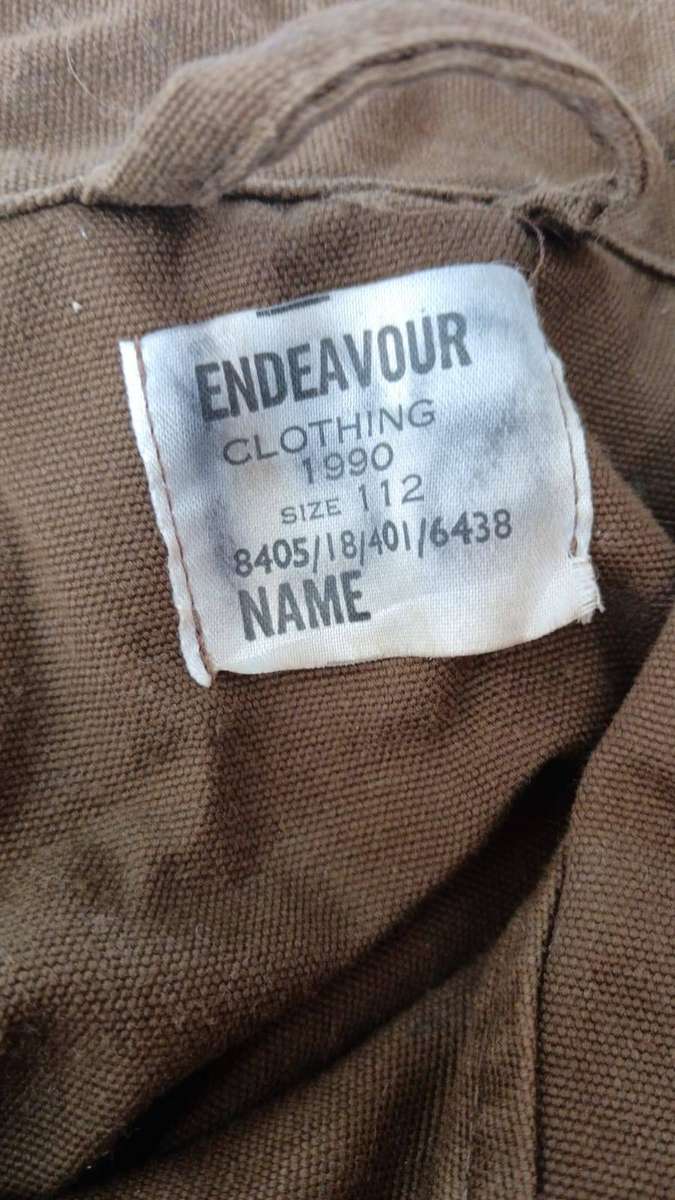 ENDEAVOUR
CLOTHING
1990
SIZE 112
8405/18/401/6438
NAME